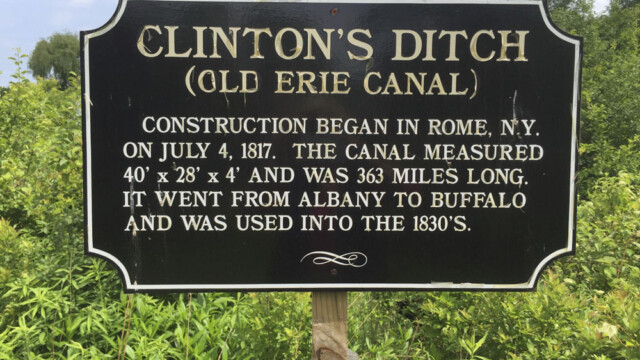 CLINTON'S DITCH
(OLD ERIE CANAL)
CONSTRUCTION BEGAN IN ROME, N.Y.
ON JULY 4, 1817. THE CANAL MEASURED
40' x 28' x 4' AND WAS 363 MILES LONG.
IT WENT FROM ALBANY TO BUFFALO
AND WAS USED INTO THE 1830'S.